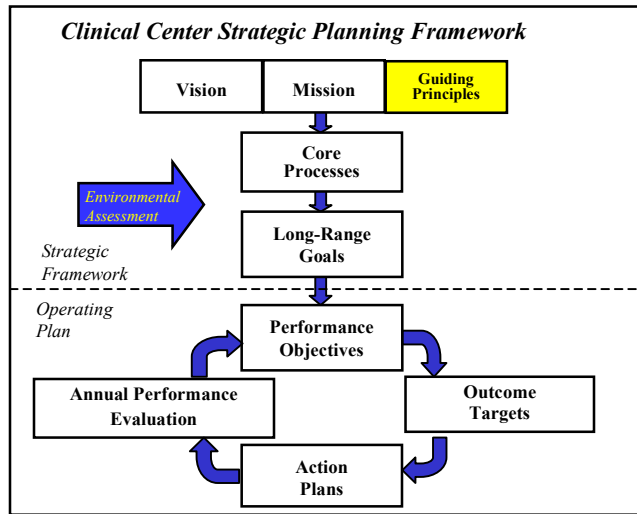 Clinical Center Strategic Planning Framework
Vision
Mission
Guiding
Principles
Core
Processes
Environmental
Assessment
Long-Range
Goals
Strategic
Framework
Operating
Plan
Performance
Objectives
Annual Performance
Evaluation
Outcome
Targets
Action
Plans